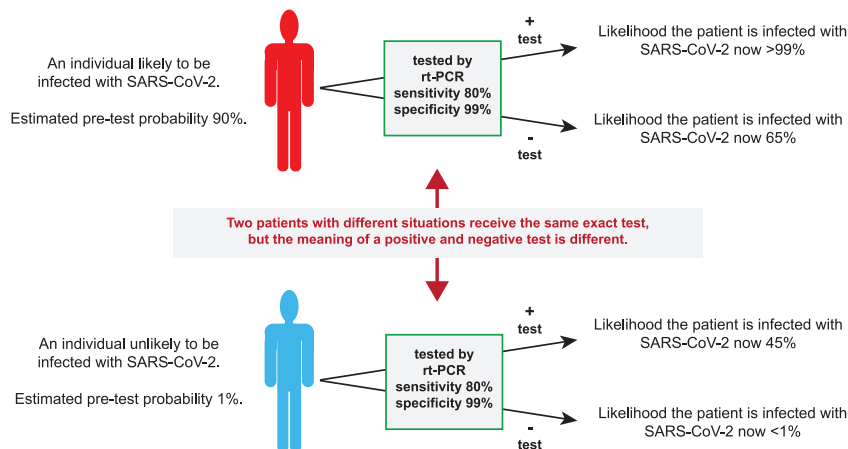 An individual likely to be
infected with SARS-CoV-2.
Estimated pre-test probability 90%.
tested by
rt-PCR
sensitivity 80%
specificity 99%
+
test
Likelihood the patient is infected with
SARS-CoV-2 now >99%
-
test
Likelihood the patient is infected with
SARS-CoV-2 now 65%
Two patients with different situations receive the same exact test,
but the meaning of a positive and negative test is different.
An individual unlikely to be
infected with SARS-CoV-2.
Estimated pre-test probability 1%.
tested by
rt-PCR
sensitivity 80%
specificity 99%
+
test
Likelihood the patient is infected with
SARS-CoV-2 now 45%
-
test
Likelihood the patient is infected with
SARS-CoV-2 now <1%